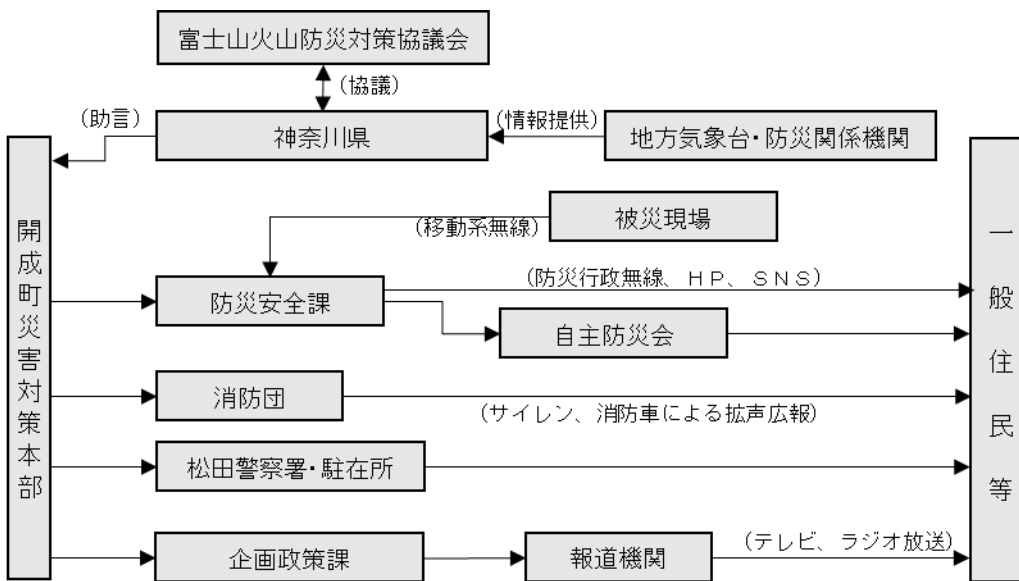 富士山火山防災対策協議会
(協議)
(助言)
神奈川県
(情報提供)
地方気象台・防災関係機関
開成町災害対策本部
一般住民等
被災現場
(移動系無線)
防災安全課
(防災行政無線、ＨＰ、ＳＮＳ)
自主防災会
消防団
(サイレン、消防車による拡声広報)
松田警察署・駐在所
企画政策課
報道機関
(テレビ、ラジオ放送)